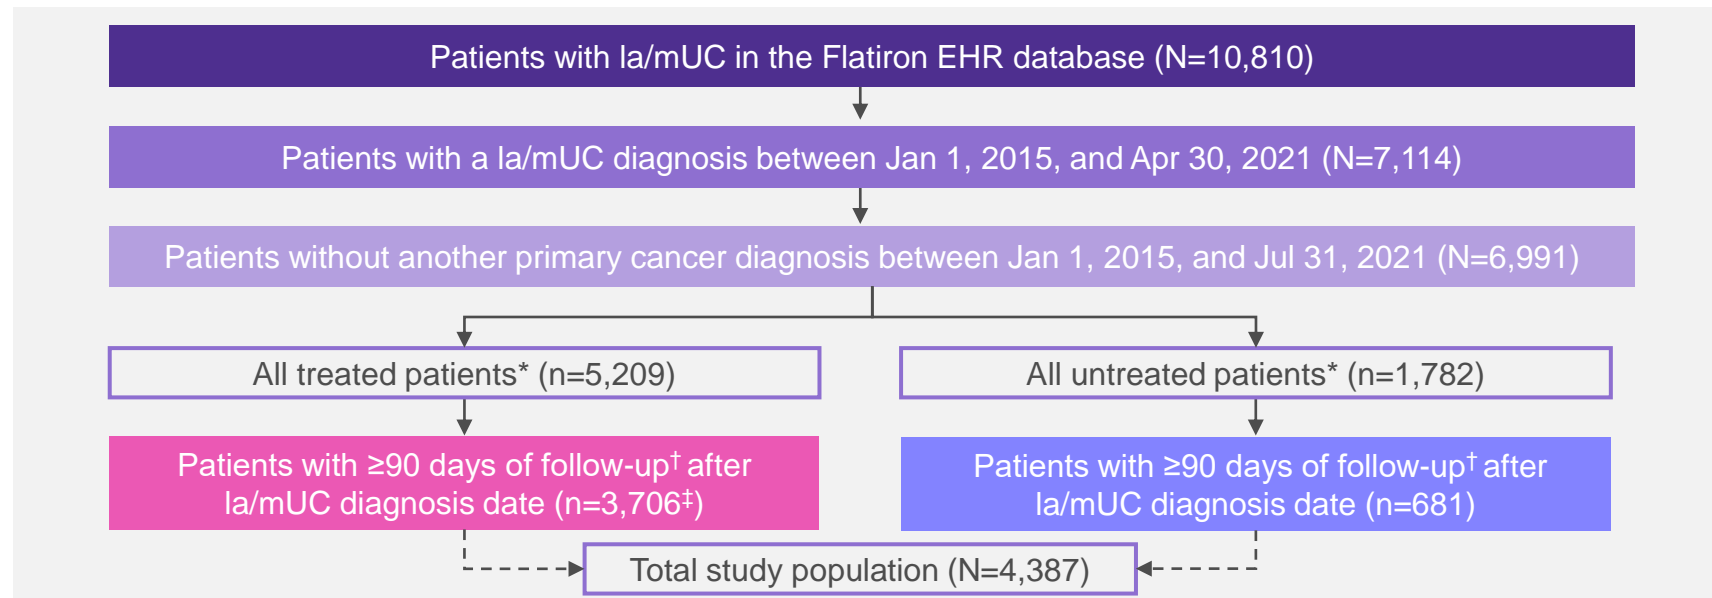 Patients with la/mUC in the Flatiron EHR database (N=10,810)
Patients with a la/mUC diagnosis between Jan 1, 2015, and Apr 30, 2021 (N=7,114)
Patients without another primary cancer diagnosis between Jan 1, 2015, and Jul 31, 2021 (N=6,991)
All treated patients* (n=5,209)
All untreated patients* (n=1,782)
Patients with ≥90 days of follow-up† after
la/mUC diagnosis date (n=3,706‡)
Patients with ≥90 days of follow-up† after
la/mUC diagnosis date (n=681)
Total study population (N=4,387)